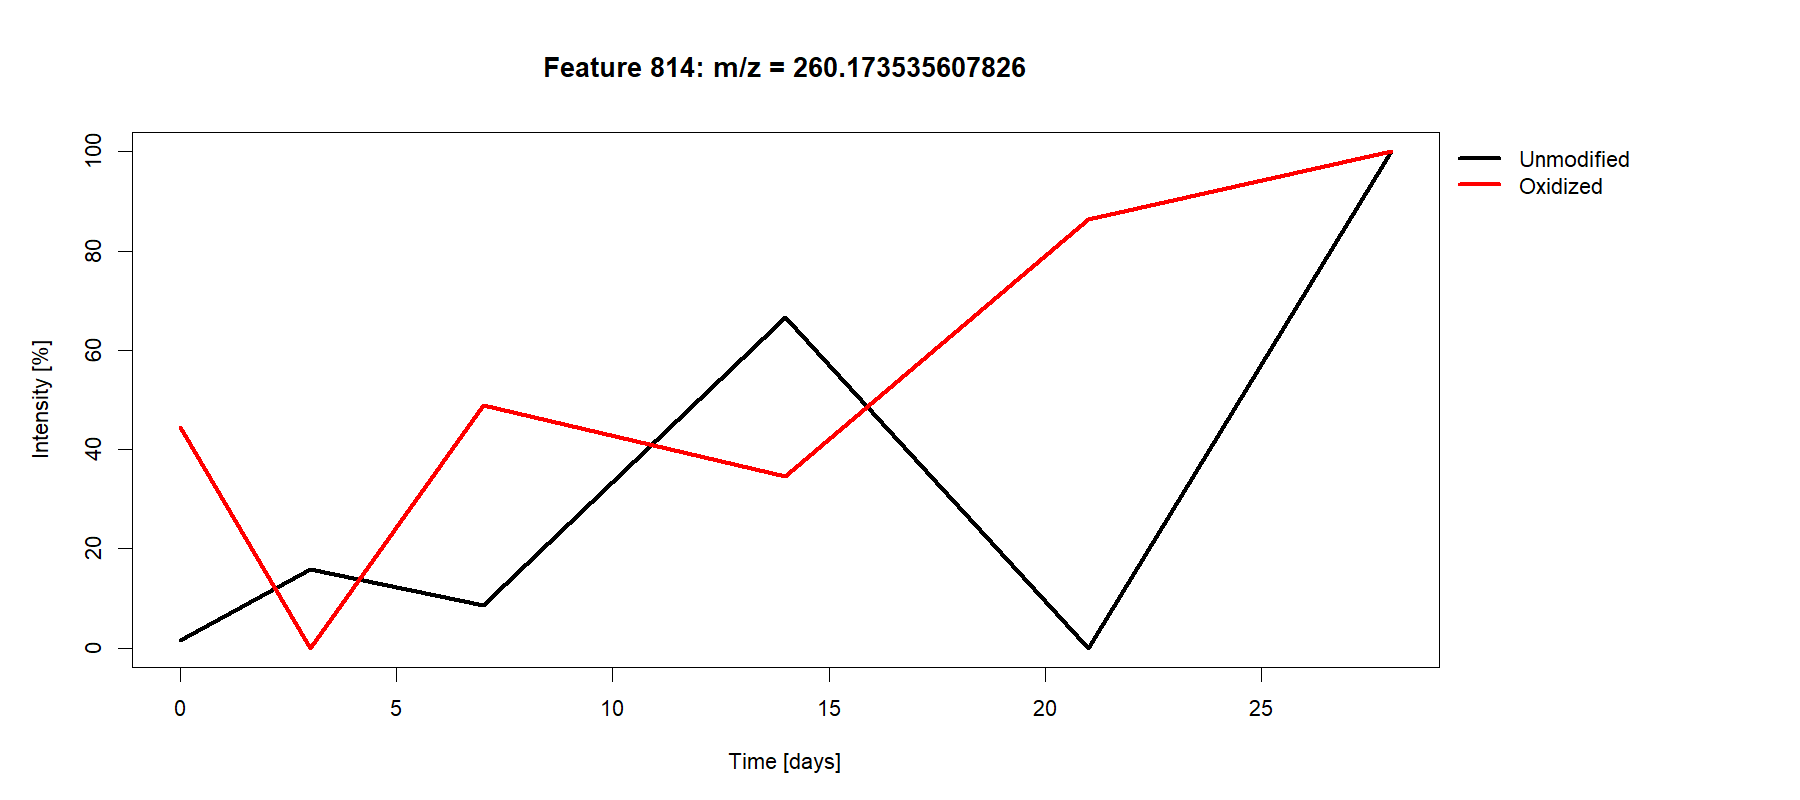 Feature 814: m/z = 260.173535607826
Unmodified
Oxidized
Intensity [%]
100
80
60
40
20
0
0 5 10 15 20 25
Time [days]